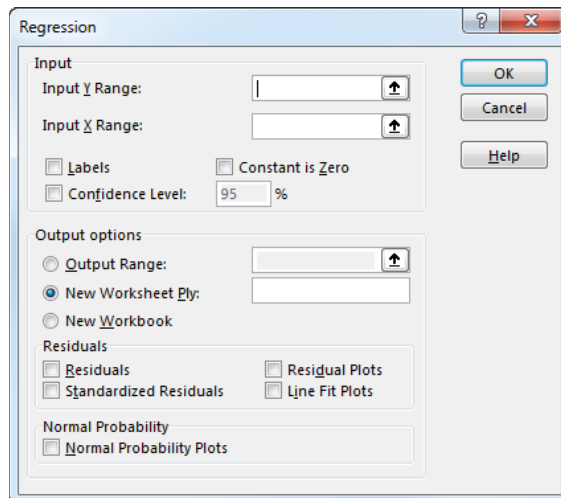 Regression
Input
Input Y Range:
Input X Range:
Labels
Constant is Zero
Confidence Level:
95
%
Output options
Output Range:
New Worksheet Ply:
New Workbook
Residuals
Residuals
Residual Plots
Standardized Residuals
Line Fit Plots
Normal Probability
Normal Probability Plots
?
X
OK
Cancel
Help